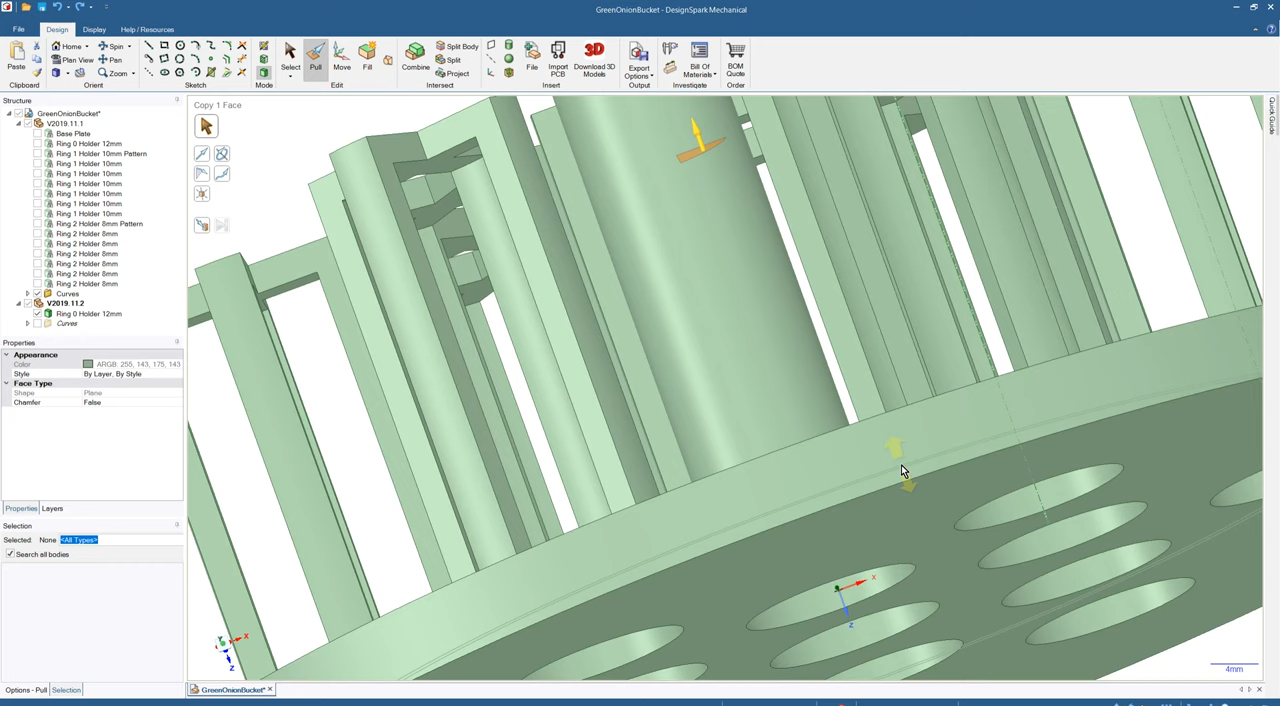 GreenOnionBucket - DesignSpark Mechanical
File Design Display Help / Resources
Paste Home Spin Select Pull Move Fill Combine Split Body File Import PCB Download 3D Models Export Options Bill Of Materials BOM Quote
Plan View Pan Split
Zoom Project
Clipboard Orient Sketch Mode Edit Intersect Insert Output Investigate Order
Structure
GreenOnionBucket*
V2019.11.1
Base Plate
Ring 0 Holder 12mm
Ring 1 Holder 10mm Pattern
Ring 1 Holder 10mm
Ring 1 Holder 10mm
Ring 1 Holder 10mm
Ring 1 Holder 10mm
Ring 1 Holder 10mm
Ring 1 Holder 10mm
Ring 2 Holder 8mm Pattern
Ring 2 Holder 8mm
Ring 2 Holder 8mm
Ring 2 Holder 8mm
Ring 2 Holder 8mm
Ring 2 Holder 8mm
Ring 2 Holder 8mm
Curves
V2019.11.2
Ring 0 Holder 12mm
Curves
Properties
Appearance
Color ARGB: 255, 143, 175, 143
Style By Layer, By Style
Face Type
Shape Plane
Chamfer False
Properties Layers
Selection
Selected: None <All Types>
Search all bodies
Options - Pull Selection
Copy 1 Face
3D
X
Z
Y
X
Z
4mm
GreenOnionBucket*
Quick Guide